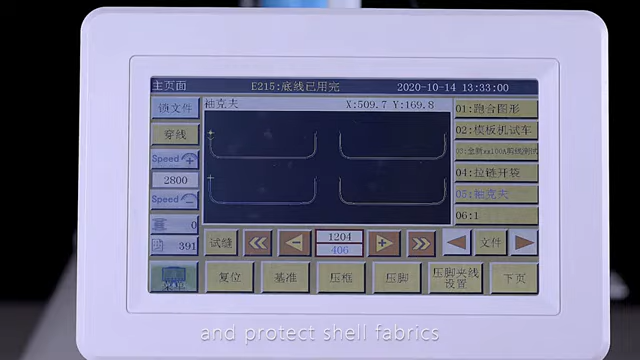 主页面 E215:底线已用完 2020-10-14 13:33:00
锁文件 袖克夫 X:509.7 Y:169.8 01:跑合图形
穿线 02:模板机试车
Speed
2800 04:拉链开袋
Speed 05:袖克夫
0 06:1
391 试缝 1204 文件
406
复位 基准 压框 压脚 压脚夹线设置 下页
and protect shell fabrics